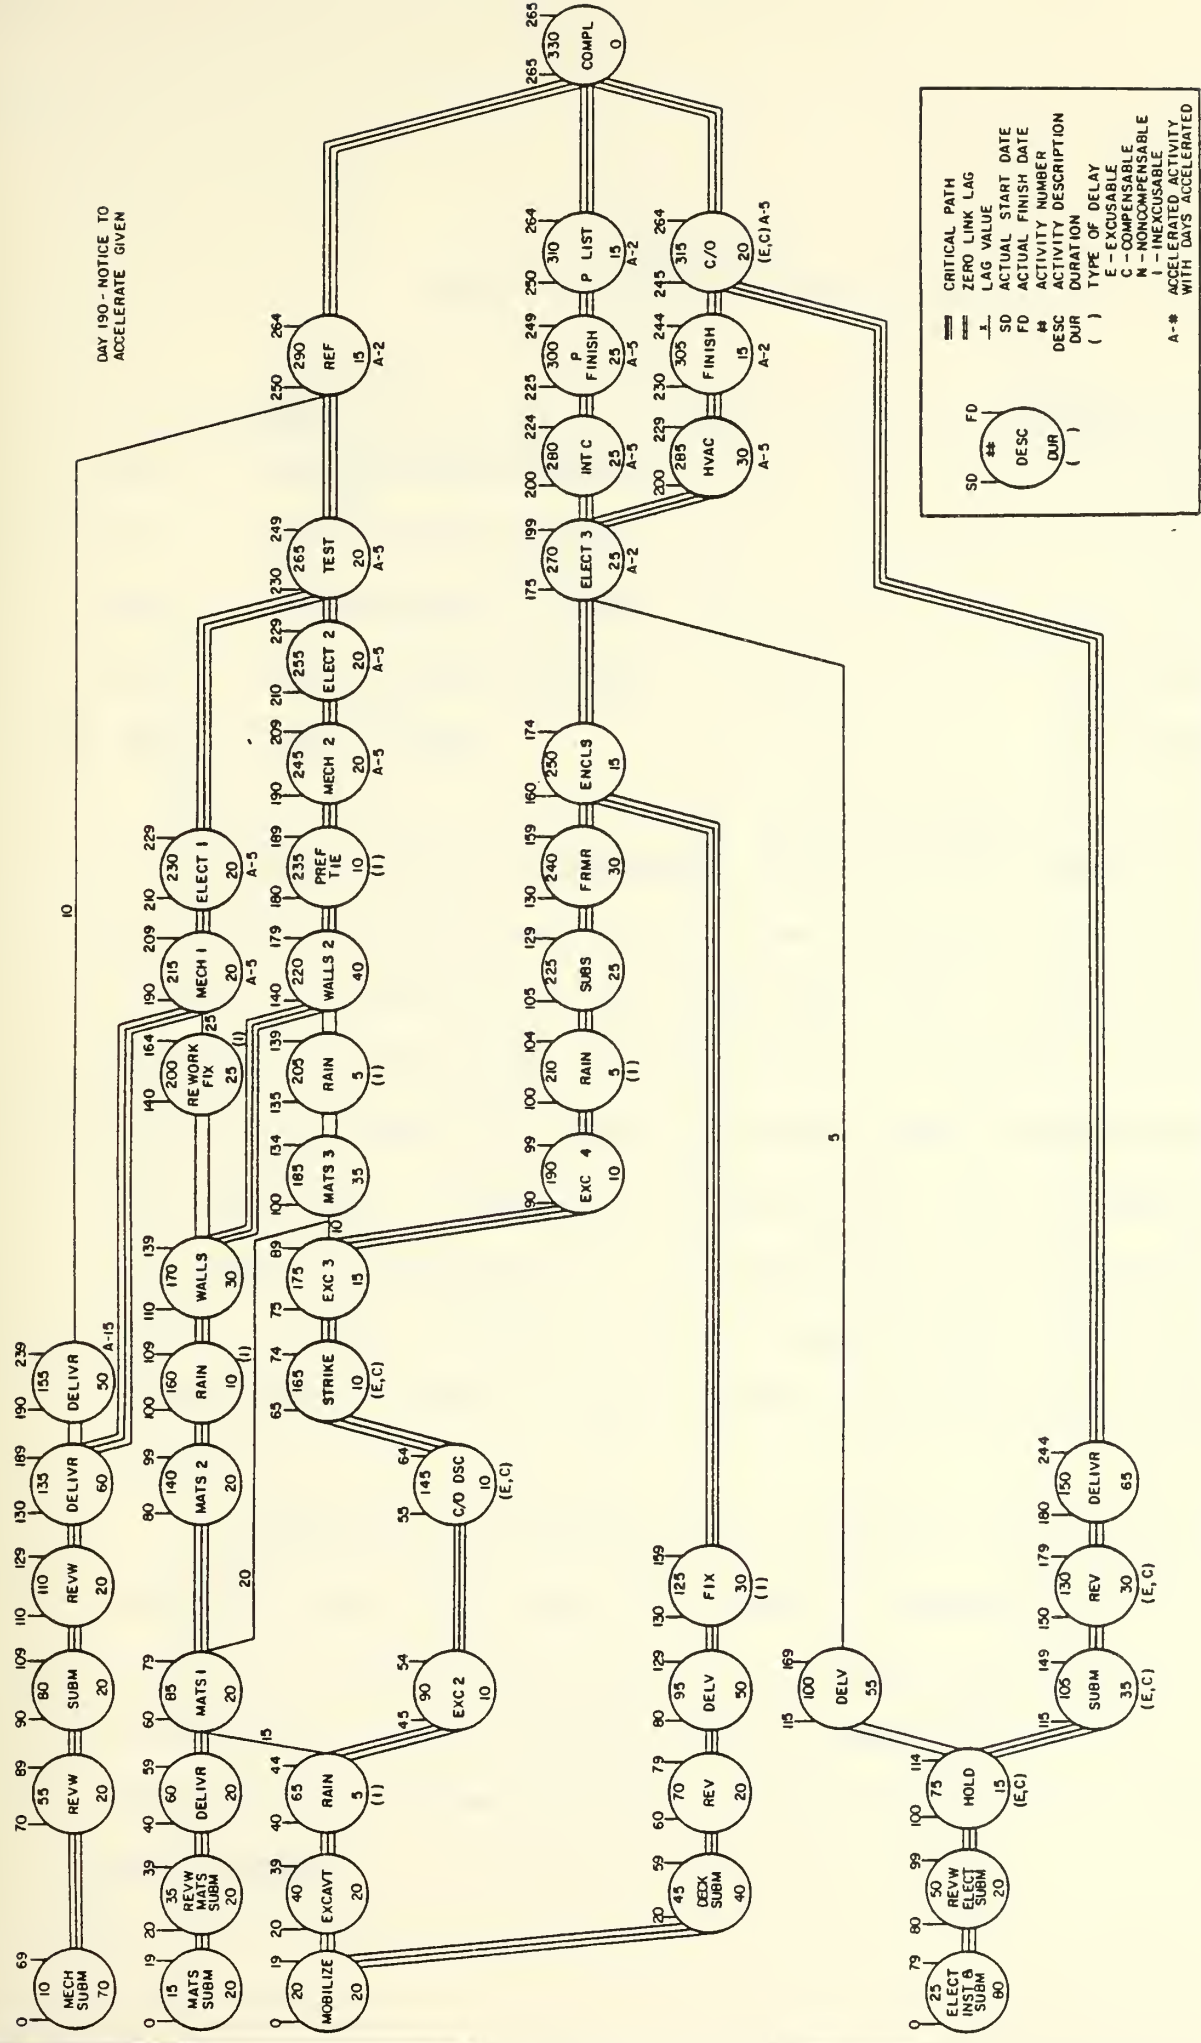 DAY 190 - NOTICE TO
ACCELERATE GIVEN
0 69
10
MECH
SUBM
70
70 89
55
REVW
20
90 109
80
SUBM
20
110 129
110
REVW
20
130 189
135
DELIVR
60
190 239
155
DELIVR
50
A-15
10
0 19
15
MATS
SUBM
20
20 39
35
REVW
MATS
SUBM
20
40 59
60
DELIVR
20
60 79
85
MATS 1
20
15
20
80 99
140
MATS 2
20
100 109
160
RAIN
10
(I)
110 139
170
WALLS
30
140 164
200
REWORK
FIX
25
(I)
25
190 209
215
MECH 1
20
A-5
210 229
230
ELECT 1
20
A-5
0 19
20
MOBILIZE
20
20 39
40
EXCAVT
20
40 44
65
RAIN
5
(I)
65 74
165
STRIKE
10
(E,C)
75 89
175
EXC 3
15
10
100 134
185
MATS 3
35
135 139
205
RAIN
5
(I)
140 179
220
WALLS 2
40
180 189
235
PREF
TIE
10
(I)
190 209
245
MECH 2
20
A-5
210 229
255
ELECT 2
20
A-5
230 249
265
TEST
20
A-5
250 264
290
REF
15
A-2
45 54
90
EXC 2
10
55 64
145
C/O DSC
10
(E,C)
90 99
190
EXC 4
10
100 104
210
RAIN
5
(I)
105 129
225
SUBS
25
130 159
240
FRMR
30
160 174
250
ENCLS
15
175 199
270
ELECT 3
25
A-2
200 224
280
INT C
25
A-5
225 249
300
P
FINISH
25
A-5
250 264
310
P LIST
15
A-2
265 265
330
COMPL
0
20 59
45
DECK
SUBM
40
60 79
70
REV
20
80 129
95
DELV
50
130 159
125
FIX
30
(I)
200 229
285
HVAC
30
A-5
230 244
305
FINISH
15
A-2
245 264
315
C/O
20
(E,C) A-5
115 169
100
DELV
55
5
0 79
25
ELECT
INST &
SUBM
80
80 99
50
REVW
ELECT
SUBM
20
100 114
75
HOLD
15
(E,C)
115 149
105
SUBM
35
(E,C)
150 179
130
REV
30
(E,C)
180 244
150
DELIVR
65
SD FD
##
DESC
DUR
( )
CRITICAL PATH
ZERO LINK LAG
X LAG VALUE
SD ACTUAL START DATE
FD ACTUAL FINISH DATE
## ACTIVITY NUMBER
DESC ACTIVITY DESCRIPTION
DUR DURATION
( ) TYPE OF DELAY
E - EXCUSABLE
C - COMPENSABLE
N - NONCOMPENSABLE
I - INEXCUSABLE
A-# ACCELERATED ACTIVITY
WITH DAYS ACCELERATED